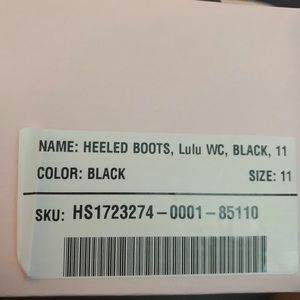 NAME: HEELED BOOTS, Lulu WC, BLACK, 11
COLOR: BLACK SIZE: 11
SKU: HS1723274-0001-85110